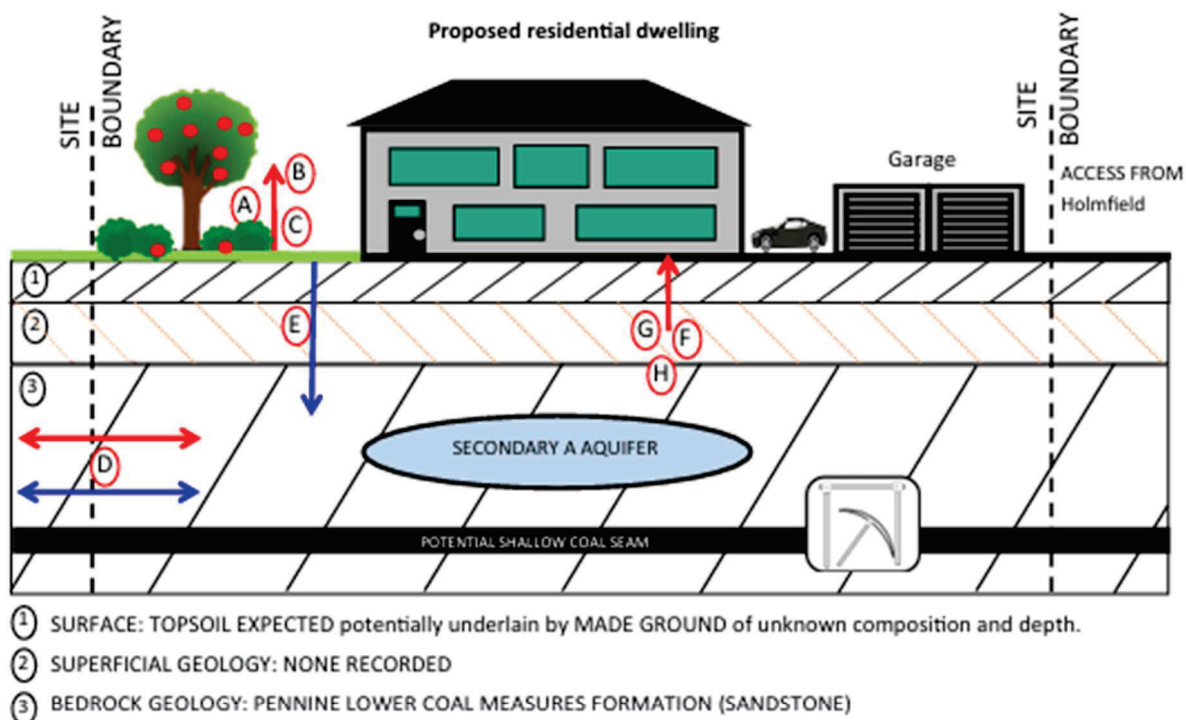 Proposed residential dwelling
SITE
BOUNDARY
SITE
BOUNDARY
Garage
ACCESS FROM
Holmfield
A
B
C
1
2
E
G
F
H
3
D
SECONDARY A AQUIFER
POTENTIAL SHALLOW COAL SEAM
1 SURFACE: TOPSOIL EXPECTED potentially underlain by MADE GROUND of unknown composition and depth.
2 SUPERFICIAL GEOLOGY: NONE RECORDED
3 BEDROCK GEOLOGY: PENNINE LOWER COAL MEASURES FORMATION (SANDSTONE)